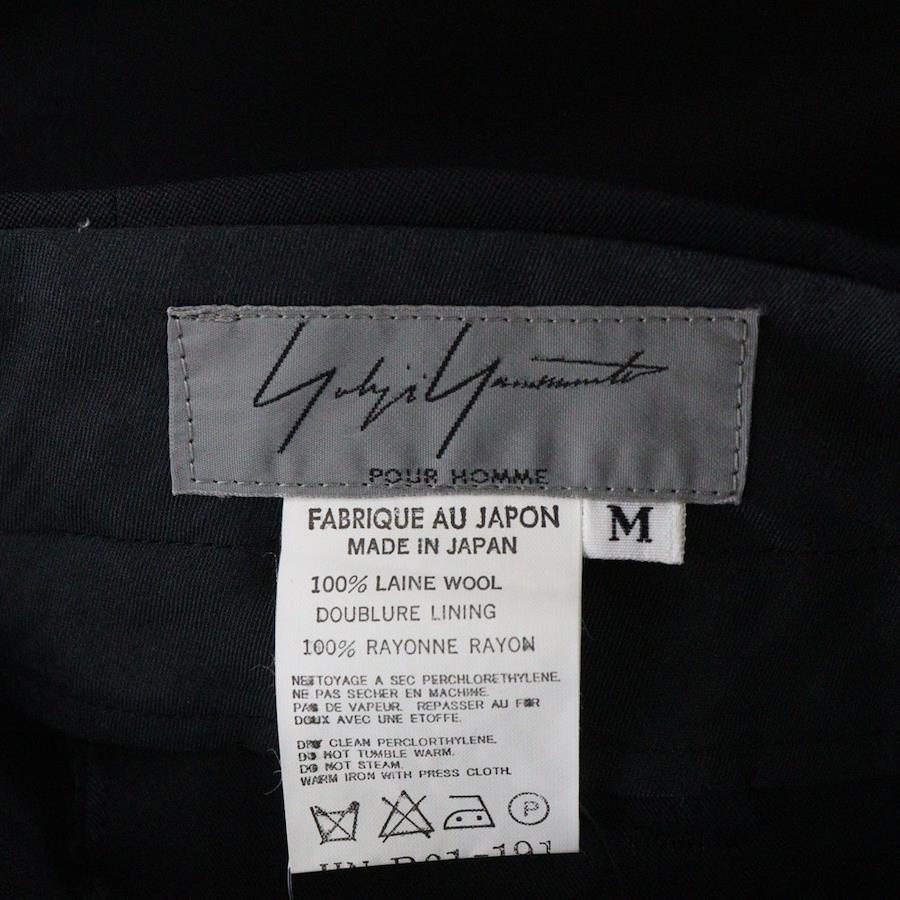 Yohji Yamamoto
POUR HOMME
FABRIQUE AU JAPON
MADE IN JAPAN
M
100% LAINE WOOL
DOUBLURE LINING
100% RAYONNE RAYON
NETTOYAGE A SEC PERCHLORETHYLENE.
NE PAS SECHER EN MACHINE.
PAS DE VAPEUR. REPASSER AU FER
DOUX AVEC UNE ETOFFE.
DRY CLEAN PERCLORTHYLENE.
DO NOT TUMBLE WARM.
DO NOT STEAM.
WARM IRON WITH PRESS CLOTH.
P